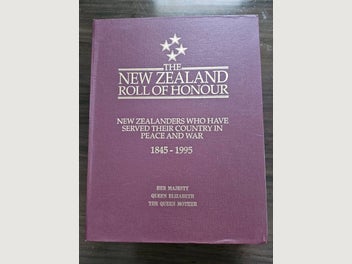 THE
NEW ZEALAND
ROLL OF HONOUR
NEW ZEALANDERS WHO HAVE
SERVED THEIR COUNTRY IN
PEACE AND WAR
1845 - 1995
HER MAJESTY
QUEEN ELIZABETH
THE QUEEN MOTHER